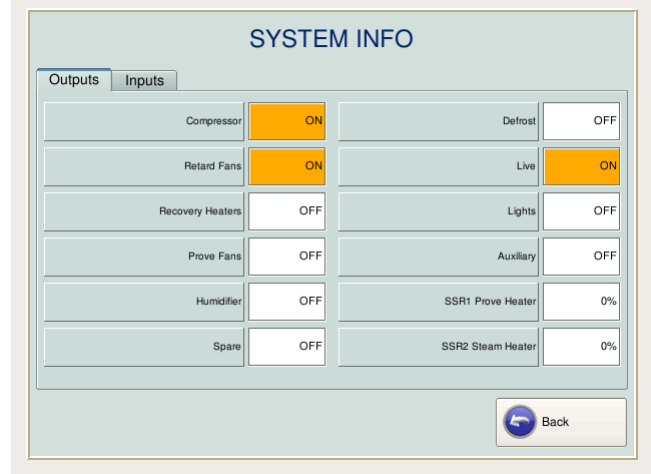 SYSTEM INFO
Outputs Inputs
Compressor ON Defrost OFF
Retard Fans ON Live ON
Recovery Heaters OFF Lights OFF
Prove Fans OFF Auxiliary OFF
Humidifier OFF SSR1 Prove Heater 0%
Spare OFF SSR2 Steam Heater 0%
Back